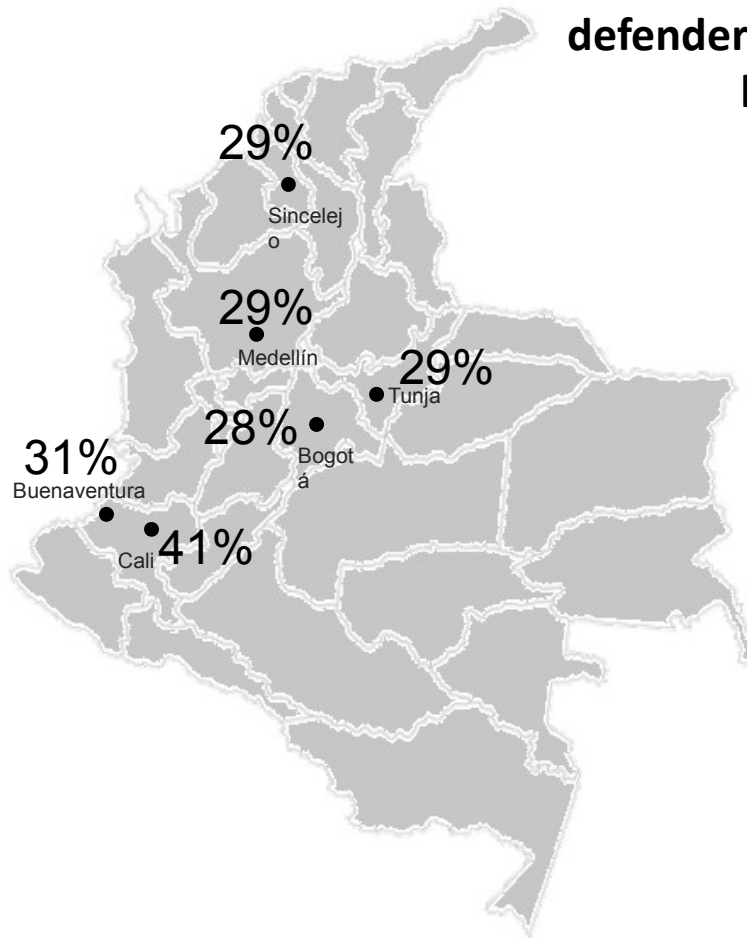 defender
29%
Sincelej
o
29%
Medellín
29%
Tunja
28%
Bogot
á
31%
Buenaventura
Cali
41%